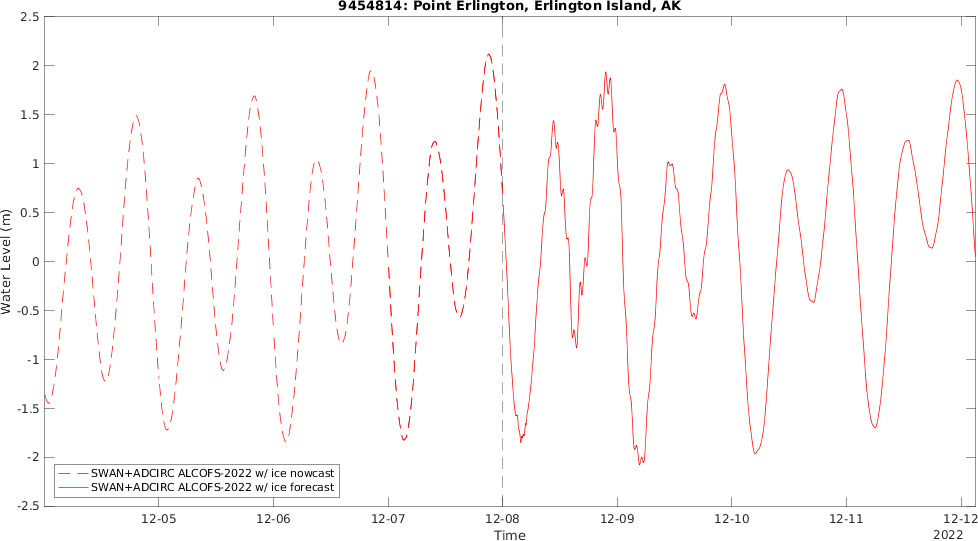 9454814: Point Erlington, Erlington Island, AK
2.5
2
1.5
1
0.5
0
-0.5
-1
-1.5
-2
-2.5
Water Level (m)
SWAN+ADCIRC ALCOFS-2022 w/ ice nowcast
SWAN+ADCIRC ALCOFS-2022 w/ ice forecast
12-05 12-06 12-07 12-08 12-09 12-10 12-11 12-12
Time
2022